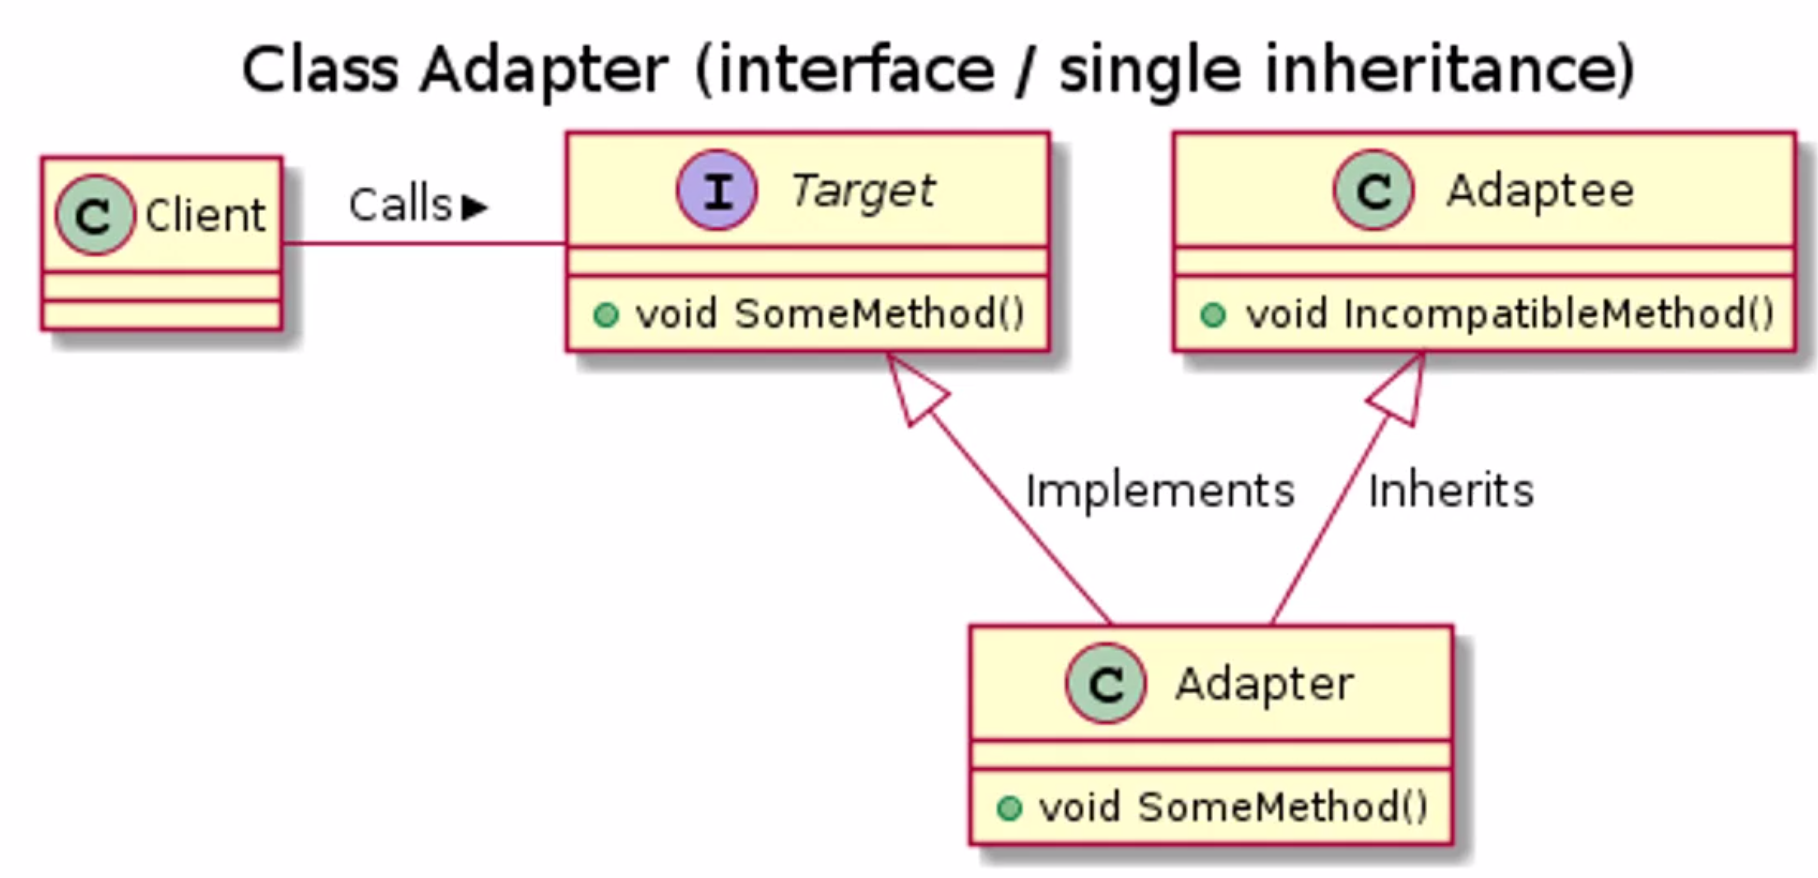 Class Adapter (interface / single inheritance)
C Client
Calls▶
I Target
void SomeMethod()
C Adaptee
void IncompatibleMethod()
Implements
Inherits
C Adapter
void SomeMethod()